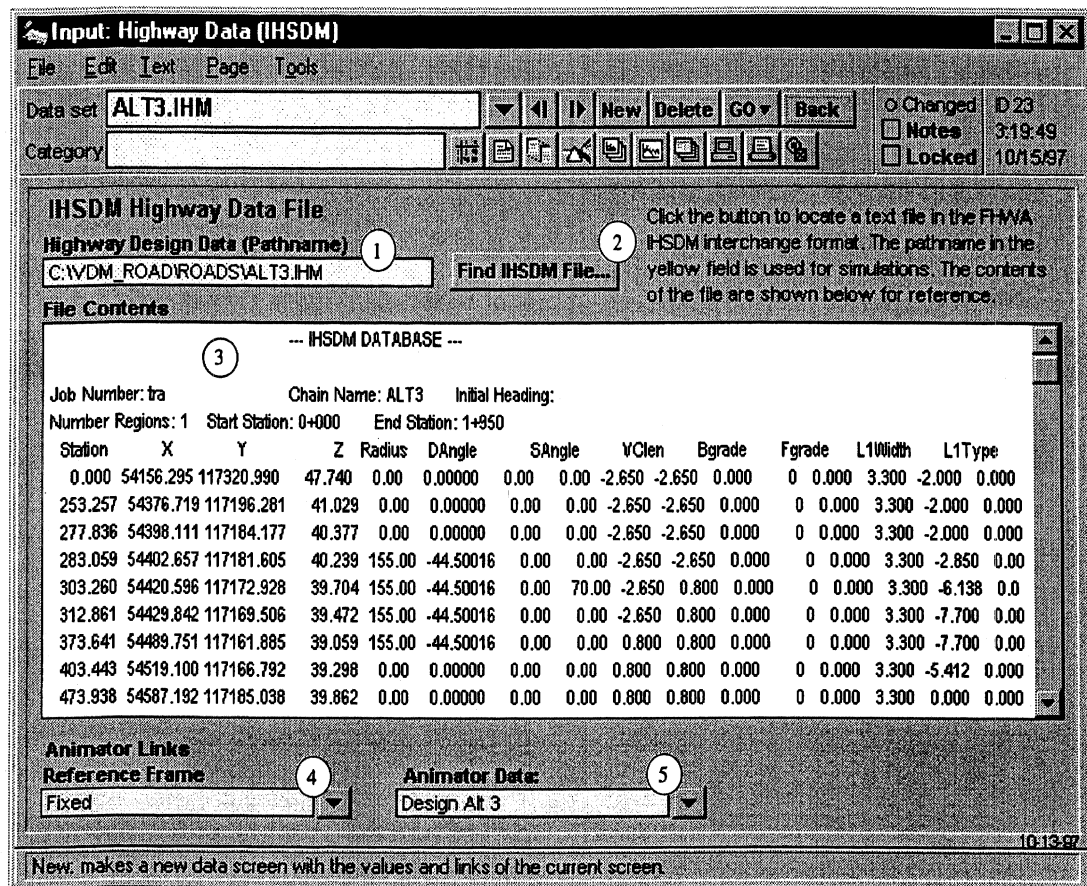 Input: Highway Data (IHSDM)
File Edit Text Page Tools
Data set ALT3.IHM New Delete GO Back Changed ID 23
Notes 3:19:49
Category Locked 10/15/97
IHSDM Highway Data File
Highway Design Data (Pathname) 1
C:\VDM_ROAD\ROADS\ALT3.IHM
Find IHSDM File... 2
Click the button to locate a text file in the FHWA
IHSDM interchange format. The pathname in the
yellow field is used for simulations. The contents
of the file are shown below for reference.
File Contents
--- IHSDM DATABASE ---
3
Job Number: tra Chain Name: ALT3 Initial Heading:
Number Regions: 1 Start Station: 0+000 End Station: 1+950
Station X Y Z Radius DAngle SAngle VClen Bgrade Fgrade L1Width L1Type
0.000 54156.295 117320.990 47.740 0.00 0.00000 0.00 0.00 -2.650 -2.650 0.000 0 0.000 3.300 -2.000 0.000
253.257 54376.719 117196.281 41.029 0.00 0.00000 0.00 0.00 -2.650 -2.650 0.000 0 0.000 3.300 -2.000 0.000
277.836 54398.111 117184.177 40.377 0.00 0.00000 0.00 0.00 -2.650 -2.650 0.000 0 0.000 3.300 -2.000 0.000
283.059 54402.657 117181.605 40.239 155.00 -44.50016 0.00 0.00 -2.650 -2.650 0.000 0 0.000 3.300 -2.850 0.00
303.260 54420.596 117172.928 39.704 155.00 -44.50016 0.00 70.00 -2.650 0.800 0.000 0 0.000 3.300 -6.138 0.0
312.861 54429.842 117169.506 39.472 155.00 -44.50016 0.00 0.00 -2.650 0.800 0.000 0 0.000 3.300 -7.700 0.00
373.641 54489.751 117161.885 39.059 155.00 -44.50016 0.00 0.00 0.800 0.800 0.000 0 0.000 3.300 -7.700 0.00
403.443 54519.100 117166.792 39.298 0.00 0.00000 0.00 0.00 0.800 0.800 0.000 0 0.000 3.300 -5.412 0.000
473.938 54587.192 117185.038 39.862 0.00 0.00000 0.00 0.00 0.800 0.800 0.000 0 0.000 3.300 0.000 0.000
Animator Links
Reference Frame 4 Animator Data: 5
Fixed Design Alt 3
10-13-97
New: makes a new data screen with the values and links of the current screen.